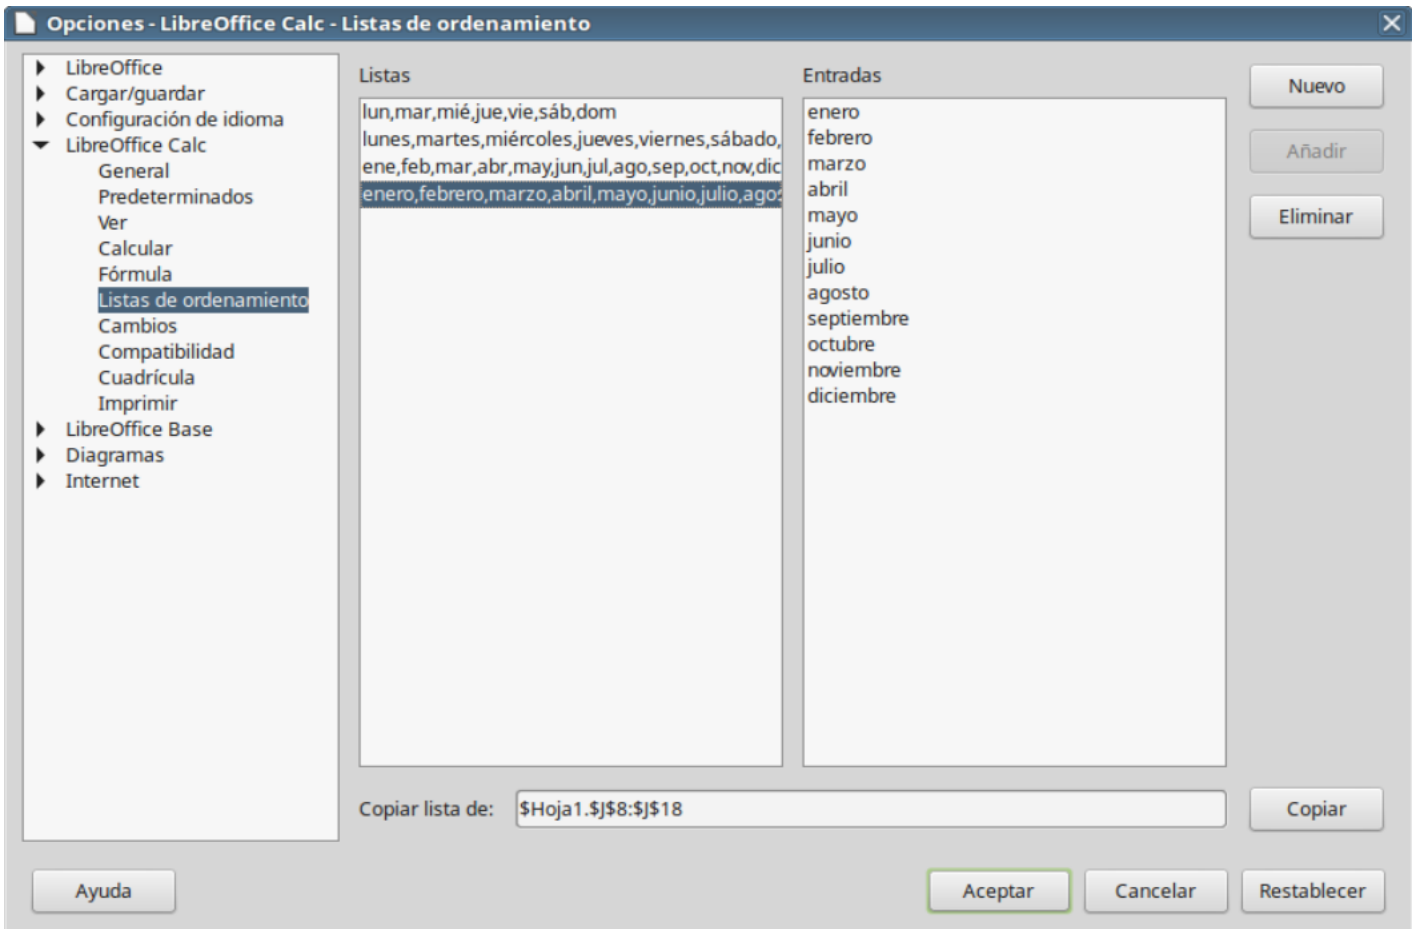 Opciones - LibreOffice Calc - Listas de ordenamiento
LibreOffice
Cargar/guardar
Configuración de idioma
LibreOffice Calc
General
Predeterminados
Ver
Calcular
Fórmula
Listas de ordenamiento
Cambios
Compatibilidad
Cuadrícula
Imprimir
LibreOffice Base
Diagramas
Internet
Listas
lun,mar,mié,jue,vie,sáb,dom
lunes,martes,miércoles,jueves,viernes,sábado,
ene,feb,mar,abr,may,jun,jul,ago,sep,oct,nov,dic
enero,febrero,marzo,abril,mayo,junio,julio,agos
Entradas
enero
febrero
marzo
abril
mayo
junio
julio
agosto
septiembre
octubre
noviembre
diciembre
Nuevo
Añadir
Eliminar
Copiar lista de: $Hoja1.$J$8:$J$18
Copiar
Ayuda
Aceptar
Cancelar
Restablecer